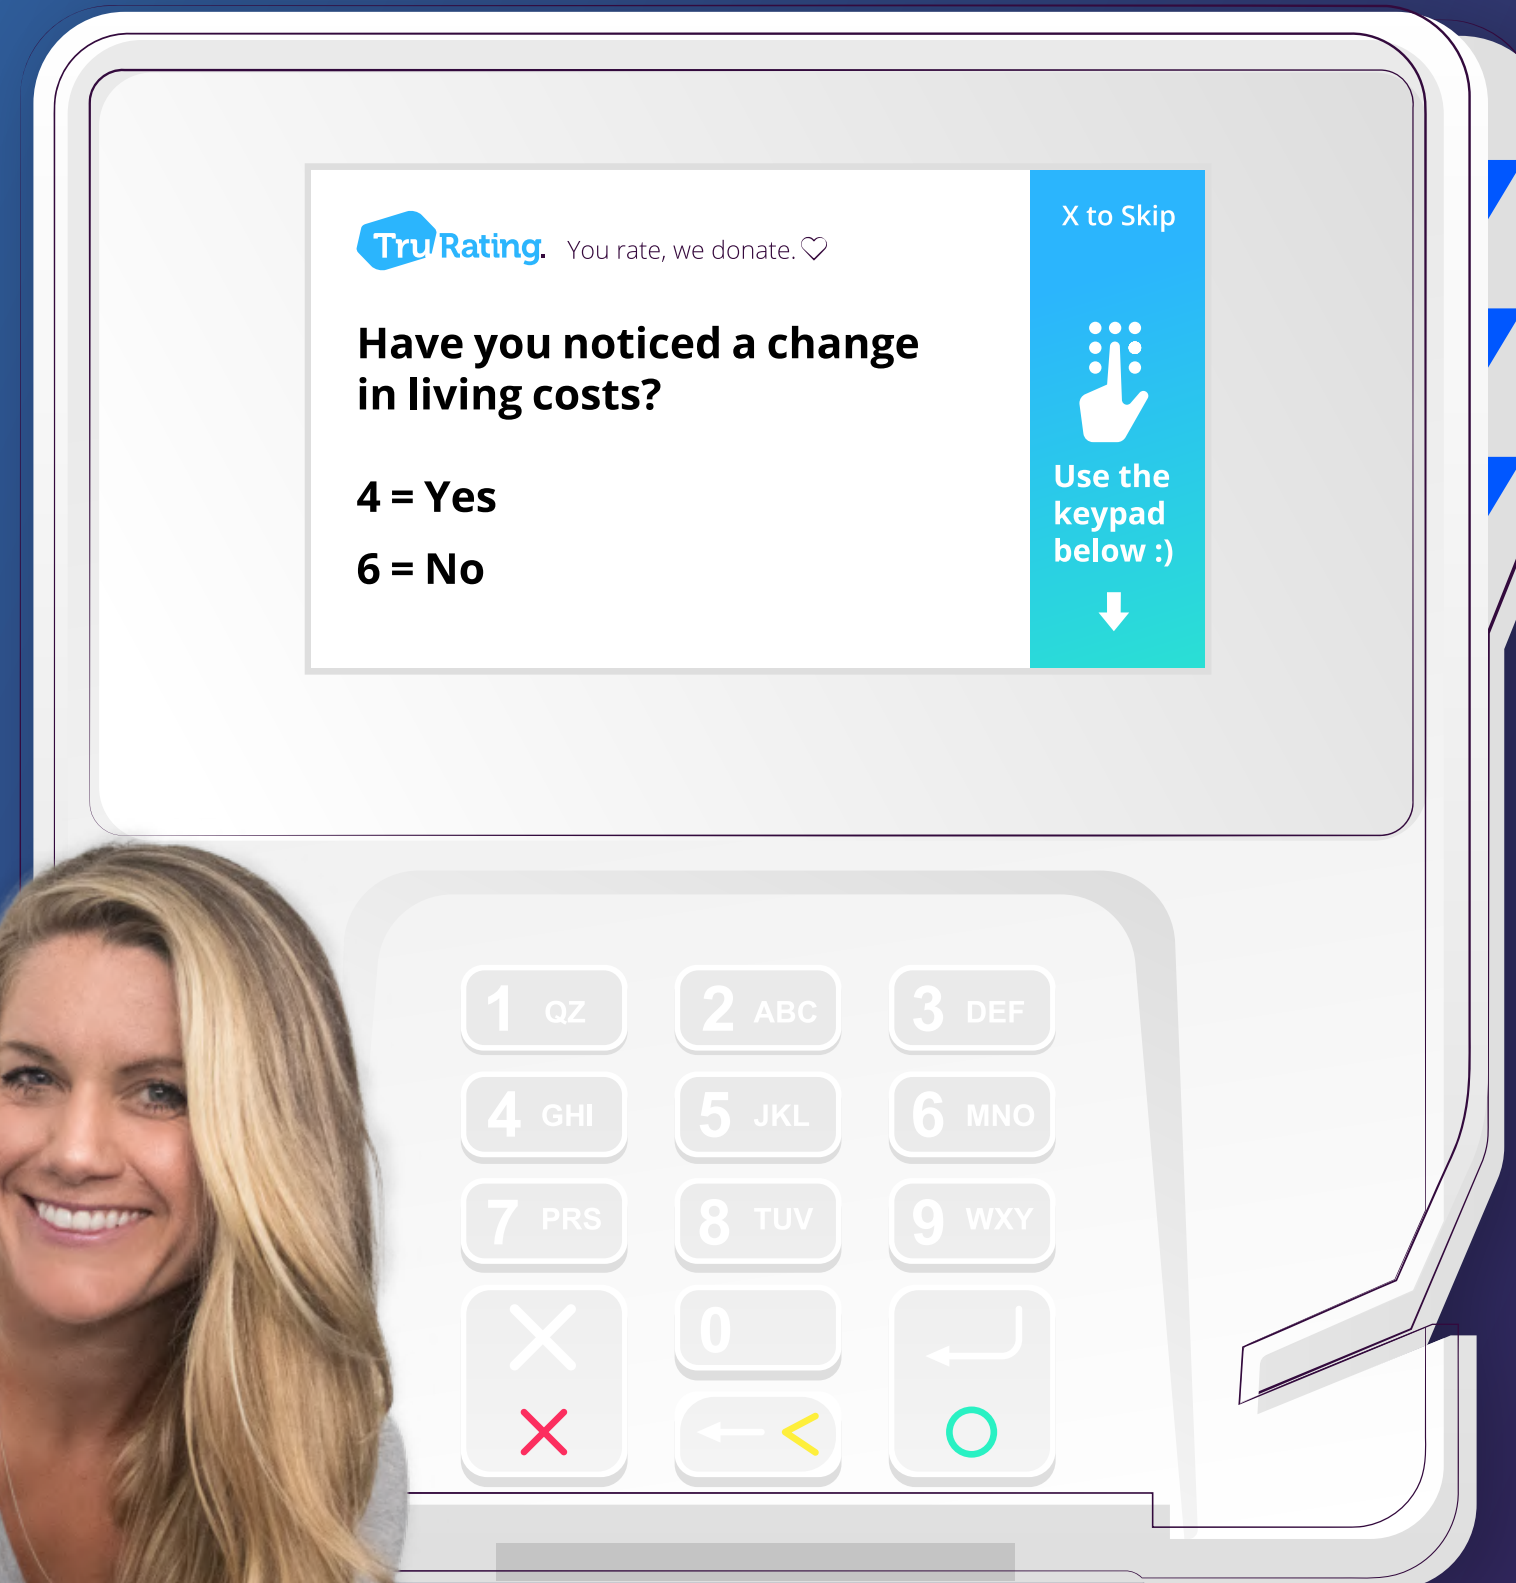 TruRating. You rate, we donate.
X to Skip
Have you noticed a change
in living costs?
4 = Yes
6 = No
Use the
keypad
below :)
1 QZ
2 ABC
3 DEF
4 GHI
5 JKL
6 MNO
7 PRS
8 TUV
9 WXY
0